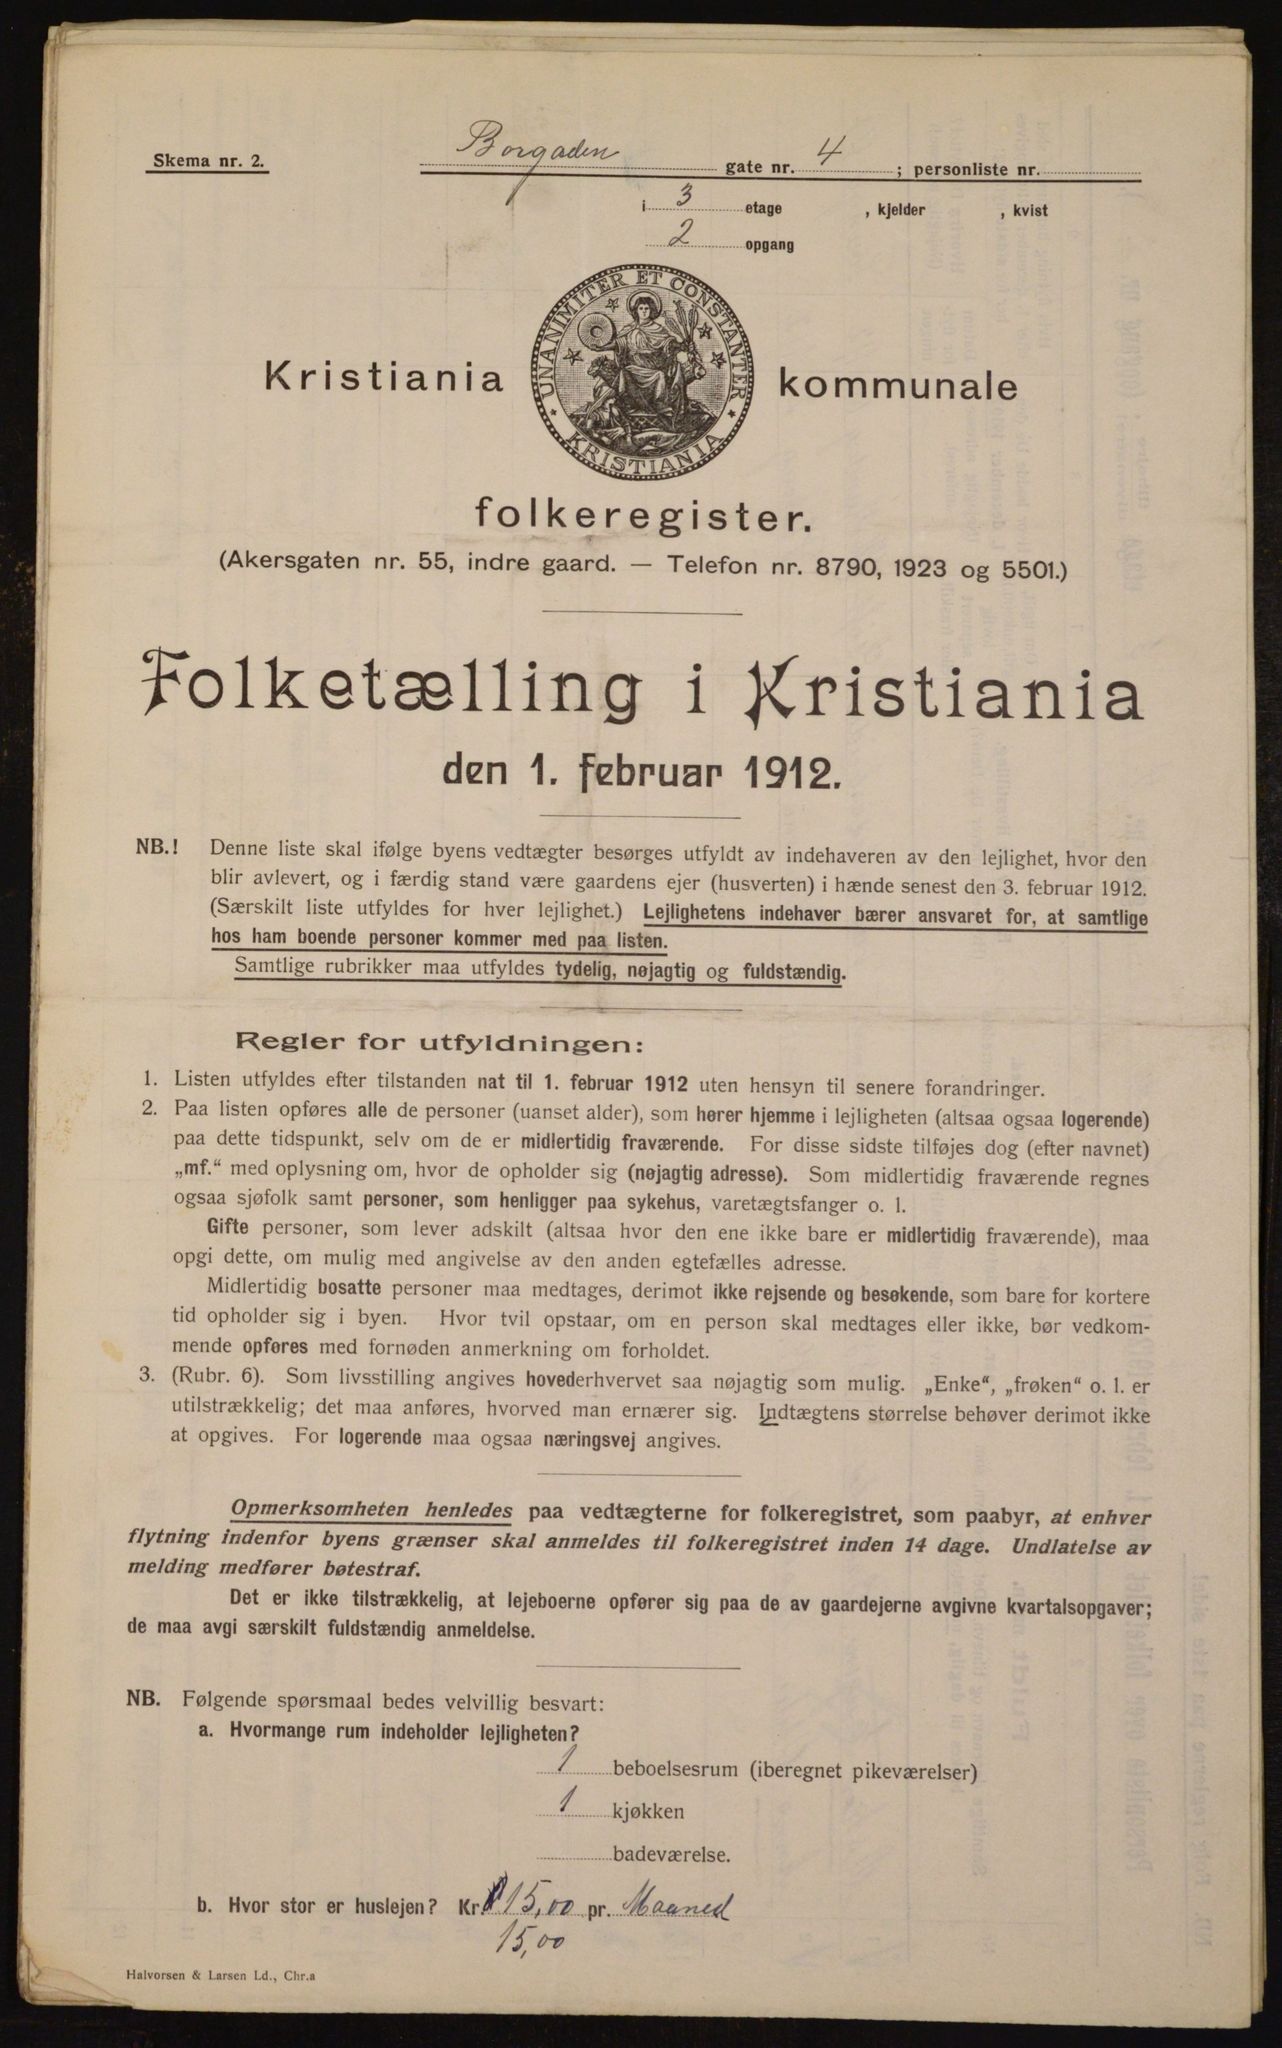 Skema nr. 2.
Borgaden gate nr. 4 ; personliste nr.
i 3 etage , kjelder , kvist
2 opgang
UNANIMITER ET CONSTANTER
KRISTIANIA
Kristiania kommunale
folkeregister.
(Akersgaten nr. 55, indre gaard. — Telefon nr. 8790, 1923 og 5501.)
Folketælling i Kristiania
den 1. februar 1912.
NB.! Denne liste skal ifølge byens vedtægter besørges utfyldt av indehaveren av den lejlighet, hvor den
blir avlevert, og i færdig stand være gaardens ejer (husverten) i hænde senest den 3. februar 1912.
(Særskilt liste utfyldes for hver lejlighet.) Lejlighetens indehaver bærer ansvaret for, at samtlige
hos ham boende personer kommer med paa listen.
Samtlige rubrikker maa utfyldes tydelig, nøjagtig og fuldstændig.
Regler for utfyldningen:
1. Listen utfyldes efter tilstanden nat til 1. februar 1912 uten hensyn til senere forandringer.
2. Paa listen opføres alle de personer (uanset alder), som hører hjemme i lejligheten (altsaa ogsaa logerende)
paa dette tidspunkt, selv om de er midlertidig fraværende. For disse sidste tilføjes dog (efter navnet)
„mf.“ med oplysning om, hvor de opholder sig (nøjagtig adresse). Som midlertidig fraværende regnes
ogsaa sjøfolk samt personer, som henligger paa sykehus, varetægtsfanger o. l.
Gifte personer, som lever adskilt (altsaa hvor den ene ikke bare er midlertidig fraværende), maa
opgi dette, om mulig med angivelse av den anden egtefælles adresse.
Midlertidig bosatte personer maa medtages, derimot ikke rejsende og besøkende, som bare for kortere
tid opholder sig i byen. Hvor tvil opstaar, om en person skal medtages eller ikke, bør vedkom-
mende opføres med fornøden anmerkning om forholdet.
3. (Rubr. 6). Som livsstilling angives hovederhvervet saa nøjagtig som mulig. „Enke“, „frøken“ o. l. er
utilstrækkelig; det maa anføres, hvorved man ernærer sig. Indtægtens størrelse behøver derimot ikke
at opgives. For logerende maa ogsaa næringsvej angives.
Opmerksomheten henledes paa vedtægterne for folkeregistret, som paabyr, at enhver
flytning indenfor byens grænser skal anmeldes til folkeregistret inden 14 dage. Undlatelse av
melding medfører bøtestraf.
Det er ikke tilstrækkelig, at lejeboerne opfører sig paa de av gaardejerne avgivne kvartalsopgaver;
de maa avgi særskilt fuldstændig anmeldelse.
NB. Følgende spørsmaal bedes velvillig besvart:
a. Hvormange rum indeholder lejligheten?
1 beboelsesrum (iberegnet pikeværelser)
1 kjøkken
badeværelse.
b. Hvor stor er huslejen? Kr 15,00 pr. Maaned
15,00
Halvorsen & Larsen Ld., Chr.a